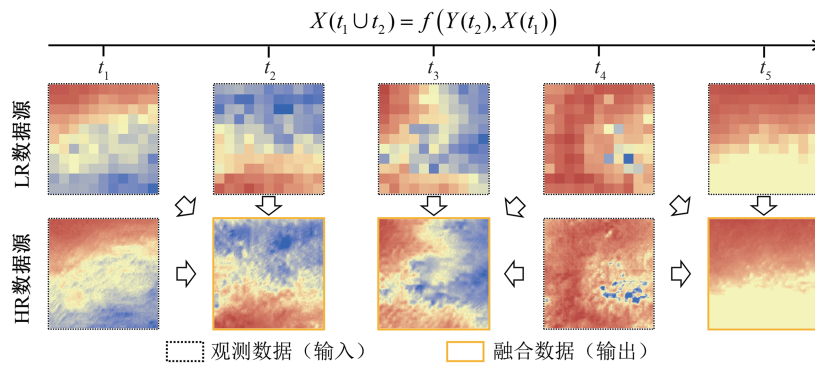 X(t₁∪t₂)=f(Y(t₂),X(t₁))
t₁ t₂ t₃ t₄ t₅
LR数据源
HR数据源
观测数据（输入） 融合数据（输出）